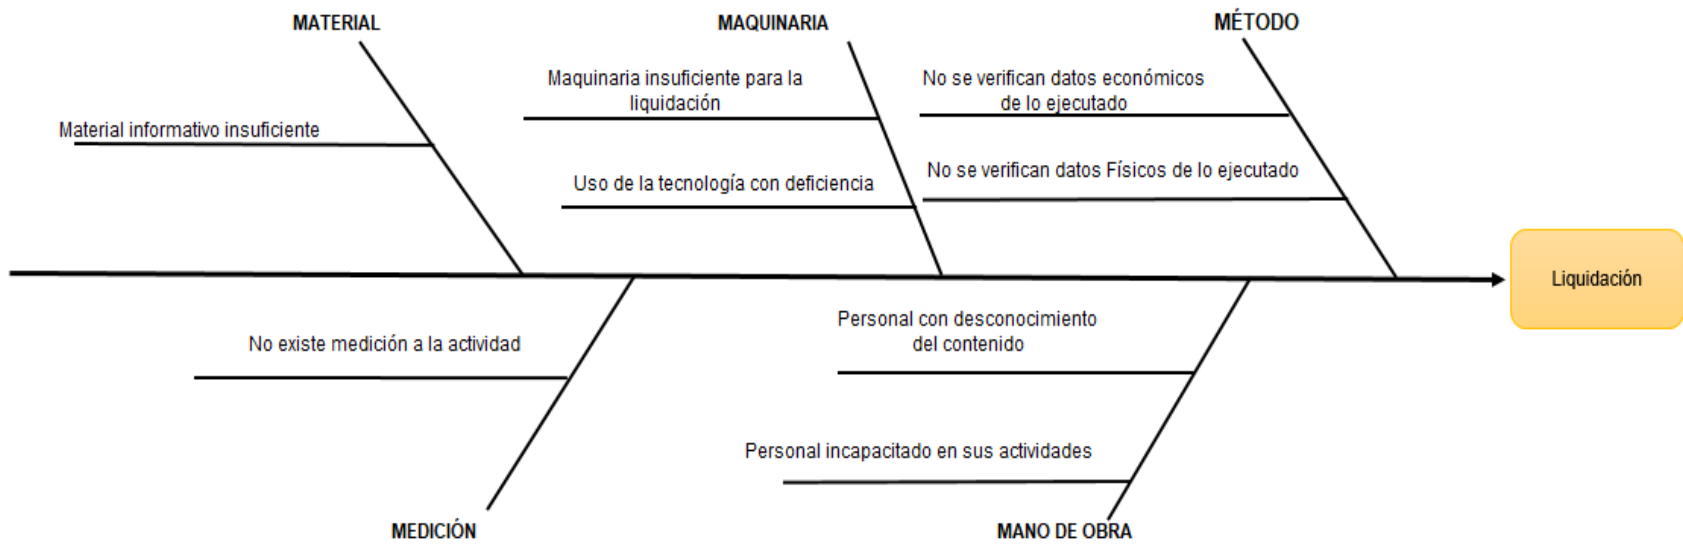 MATERIAL
MAQUINARIA
MÉTODO
Maquinaria insuficiente para la
liquidación
No se verifican datos económicos
de lo ejecutado
Material informativo insuficiente
Uso de la tecnología con deficiencia
No se verifican datos Físicos de lo ejecutado
Liquidación
No existe medición a la actividad
Personal con desconocimiento
del contenido
Personal incapacitado en sus actividades
MEDICIÓN
MANO DE OBRA